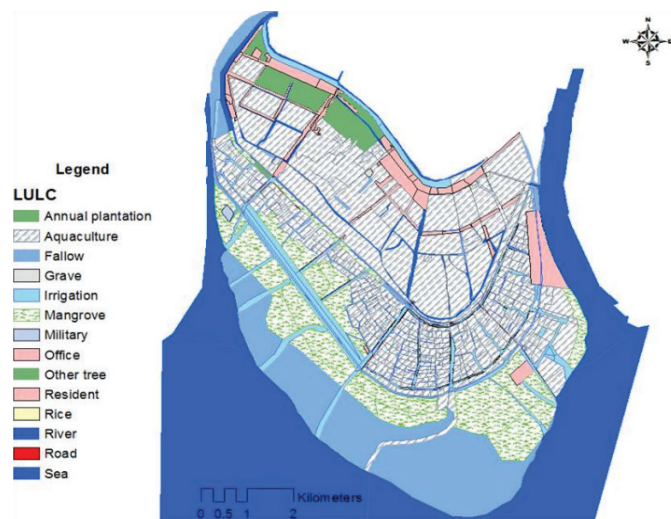 N
W E
S
Legend
LULC
Annual plantation
Aquaculture
Fallow
Grave
Irrigation
Mangrove
Military
Office
Other tree
Resident
Rice
River
Road
Sea
Kilometers
0 0.5 1 2